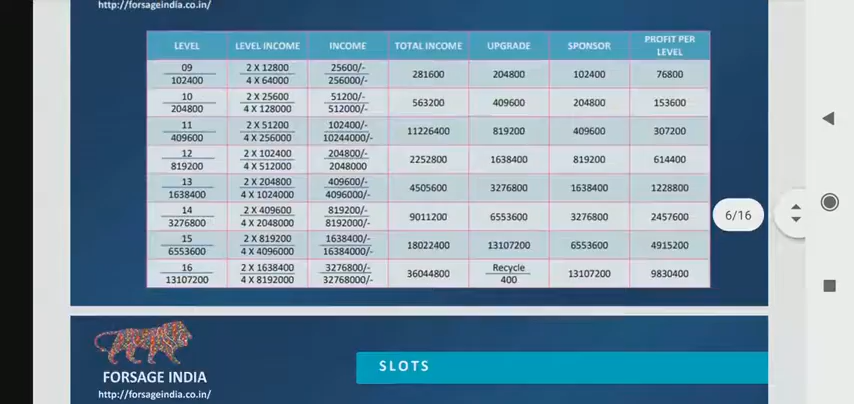 http://forsageindia.co.in/
LEVEL LEVEL INCOME INCOME TOTAL INCOME UPGRADE SPONSOR PROFIT PER LEVEL
09 2 X 12800 25600/- 281600 204800 102400 76800
102400 4 X 64000 256000/-
10 2 X 25600 51200/- 563200 409600 204800 153600
204800 4 X 128000 512000/-
11 2 X 51200 102400/- 11226400 819200 409600 307200
409600 4 X 256000 10244000/-
12 2 X 102400 204800/- 2252800 1638400 819200 614400
819200 4 X 512000 2048000
13 2 X 204800 409600/- 4505600 3276800 1638400 1228800
1638400 4 X 1024000 4096000/-
14 2 X 409600 819200/- 9011200 6553600 3276800 2457600
3276800 4 X 2048000 8192000/-
15 2 X 819200 1638400/- 18022400 13107200 6553600 4915200
6553600 4 X 4096000 16384000/-
16 2 X 1638400 3276800/- 36044800 Recycle 13107200 9830400
13107200 4 X 8192000 32768000/- 400
6/16
FORSAGE INDIA
http://forsageindia.co.in/
SLOTS